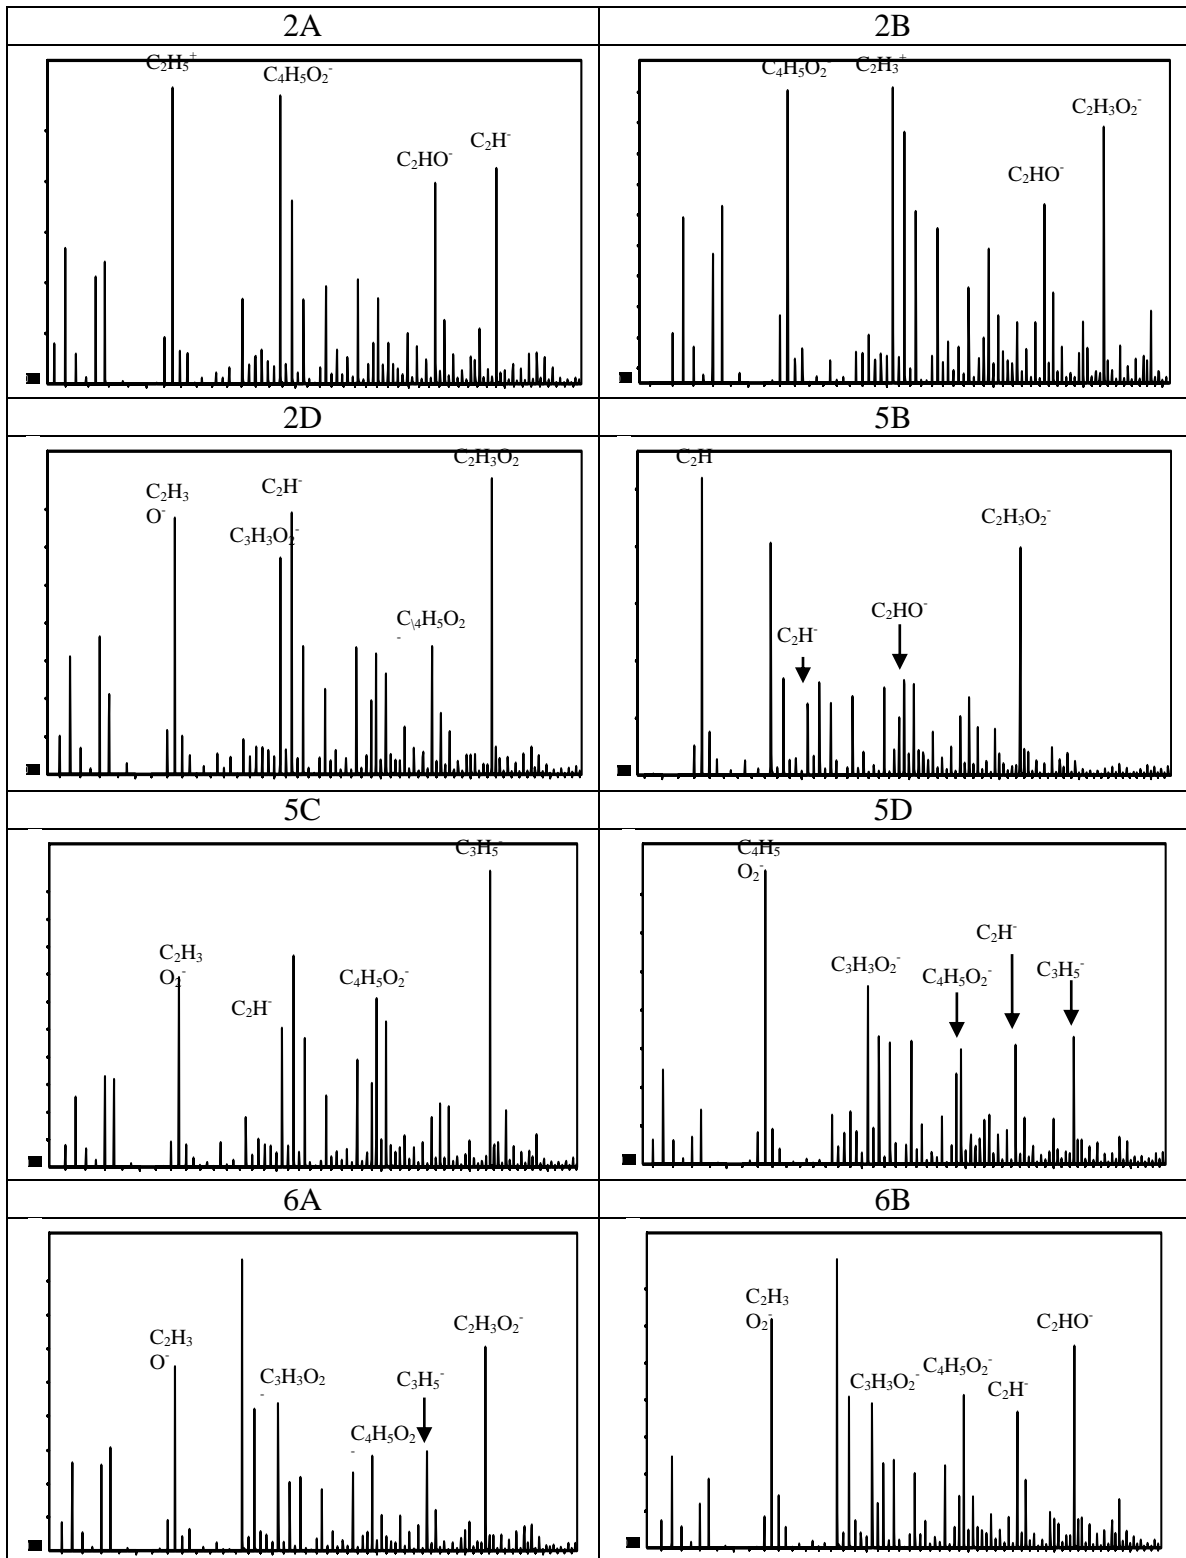 2A 2B
C₂H₅⁺
C₄H₅O₂⁻
C₂HO⁻
C₂H⁻
C₄H₅O₂⁻
C₂H₃⁺
C₂HO⁻
C₂H₃O₂⁻
2D 5B
C₂H₃
O⁻
C₂H⁻
C₃H₃O₂⁻
C\₄H₅O₂
-
C₂H₃O₂
C₂H
C₂H⁻
C₂HO⁻
C₂H₃O₂⁻
5C 5D
C₂H₃
O₂⁻
C₂H⁻
C₄H₅O₂⁻
C₃H₅⁻
C₄H₅
O₂⁻
C₃H₃O₂⁻
C₄H₅O₂⁻
C₂H⁻
C₃H₅⁻
6A 6B
C₂H₃
O⁻
C₃H₃O₂
-
C₄H₅O₂
-
C₃H₅⁻
C₂H₃O₂⁻
C₂H₃
O₂⁻
C₃H₃O₂⁻
C₄H₅O₂⁻
C₂H⁻
C₂HO⁻